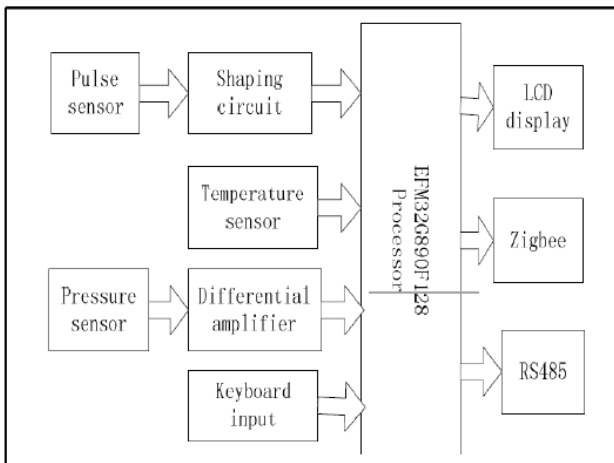 Pulse
sensor
Shaping
circuit
LCD
display
Temperature
sensor
EFM32G890F128
Processor
Zigbee
Pressure
sensor
Differential
amplifier
RS485
Keyboard
input